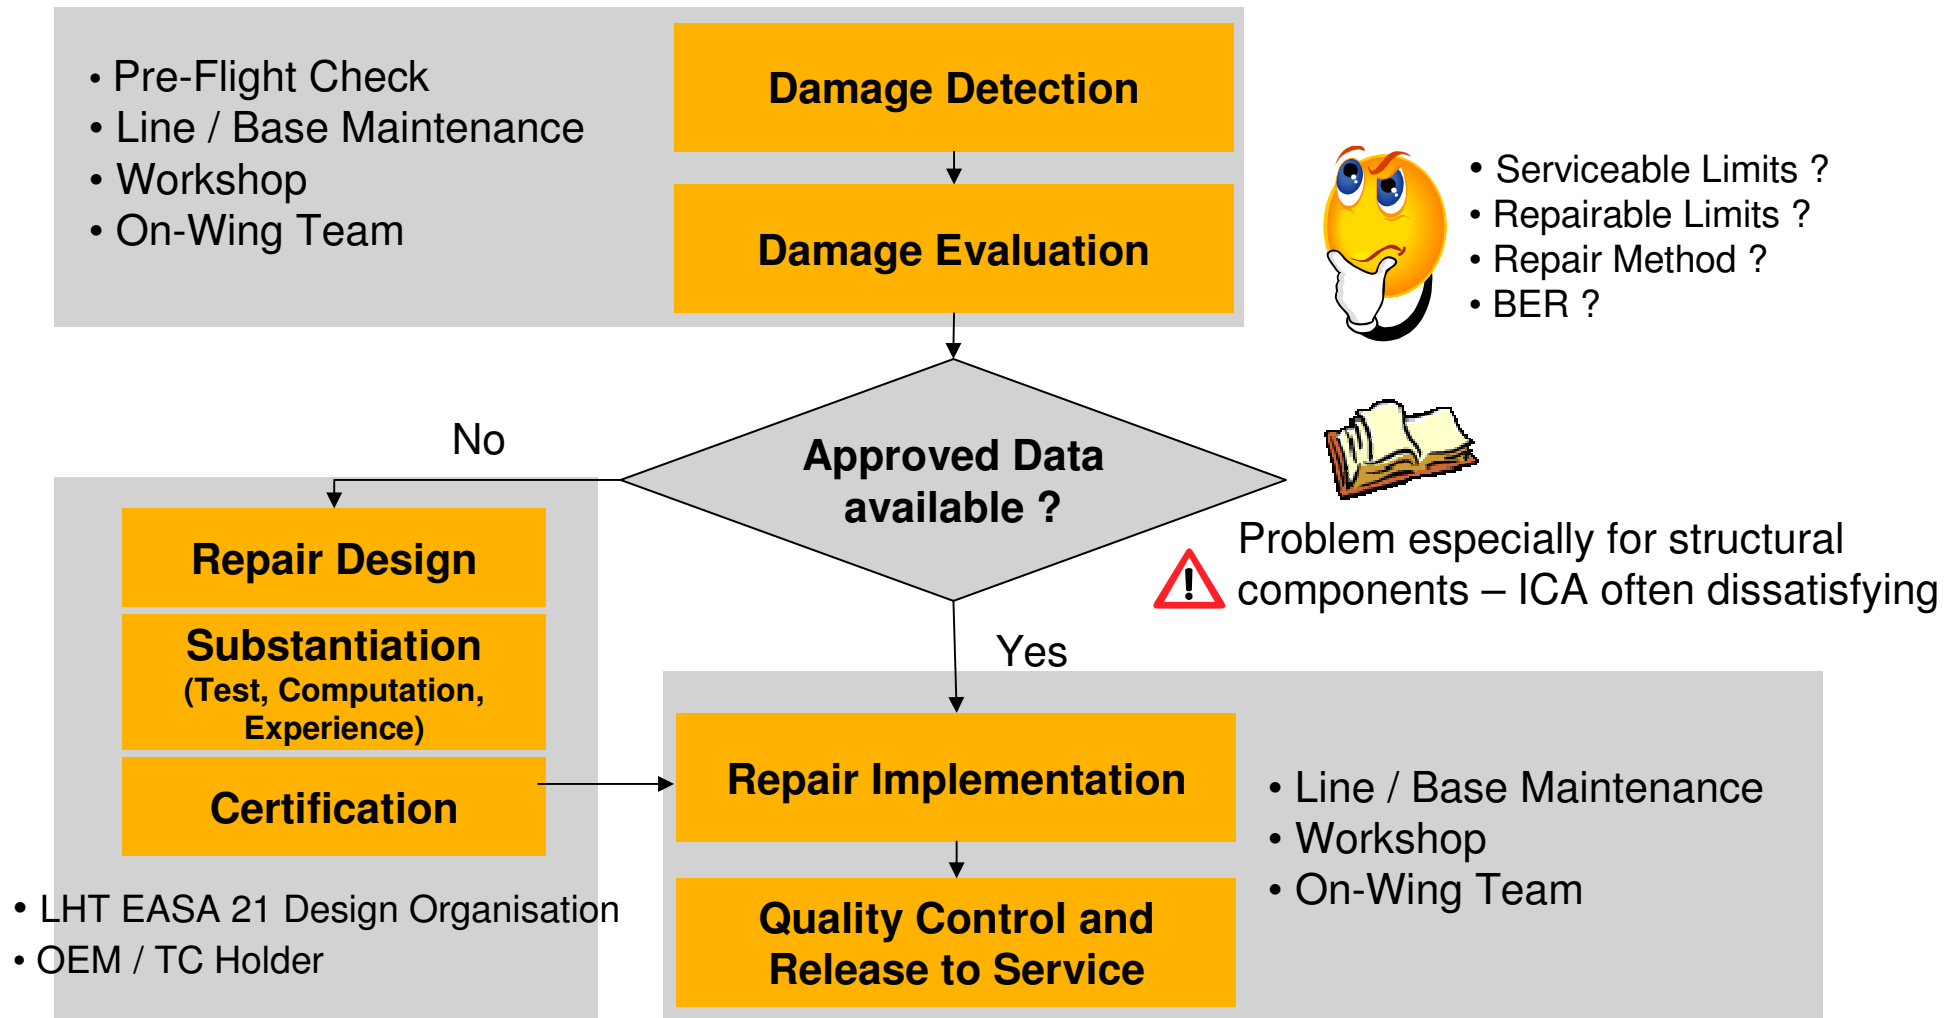 • Pre-Flight Check
• Line / Base Maintenance
• Workshop
• On-Wing Team
Damage Detection
Damage Evaluation
• Serviceable Limits ?
• Repairable Limits ?
• Repair Method ?
• BER ?
No
Approved Data
available ?
Problem especially for structural
components – ICA often dissatisfying
Yes
Repair Design
Substantiation
(Test, Computation,
Experience)
Certification
• LHT EASA 21 Design Organisation
• OEM / TC Holder
Repair Implementation
Quality Control and
Release to Service
• Line / Base Maintenance
• Workshop
• On-Wing Team